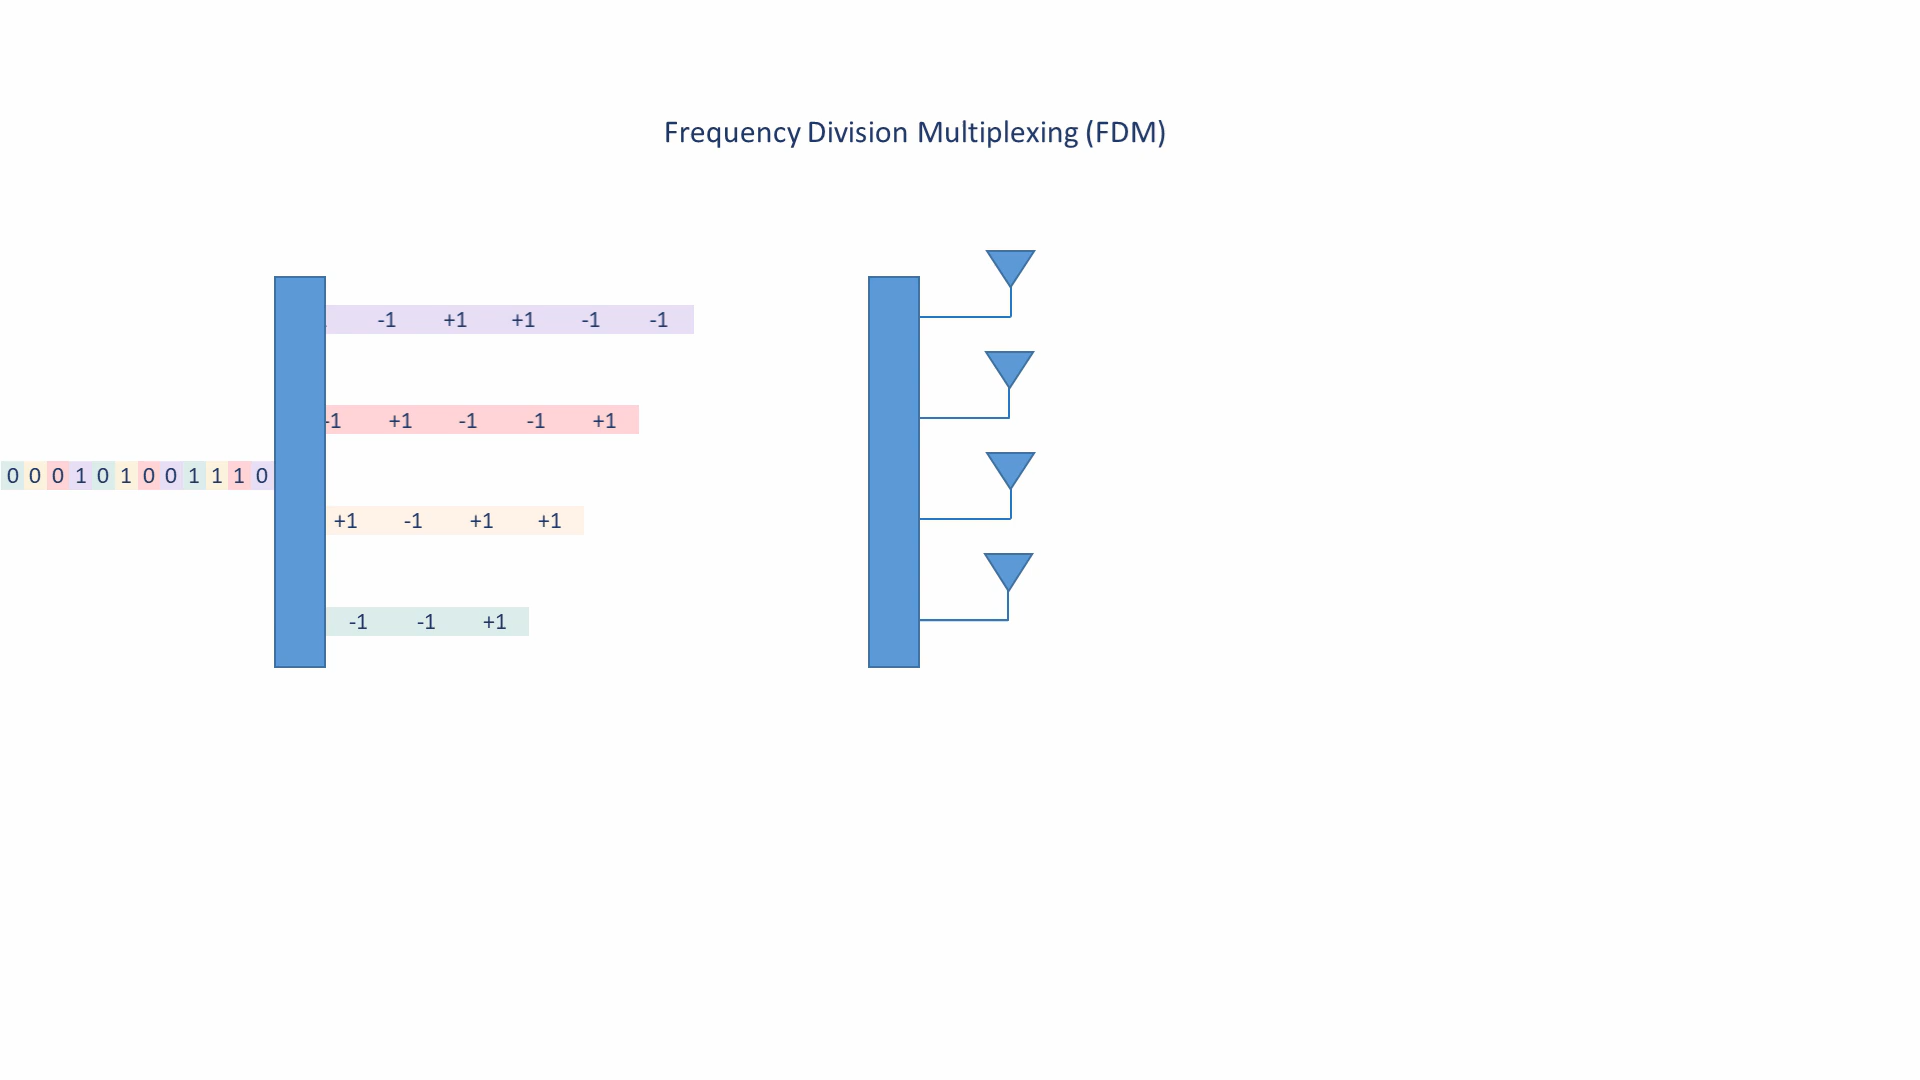 Frequency Division Multiplexing (FDM)
-1 +1 +1 -1 -1
-1 +1 -1 -1 +1
0 0 0 1 0 1 0 0 1 1 1 0
+1 -1 +1 +1
-1 -1 +1